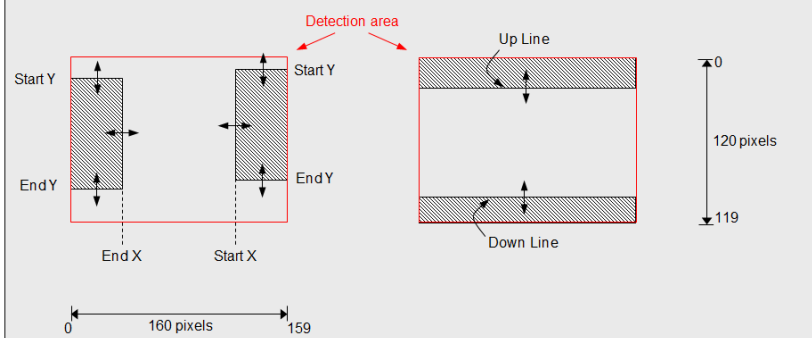 Detection area
Up Line
Start Y
Start Y
0
120 pixels
End Y
End Y
119
Down Line
End X
Start X
0
160 pixels
159